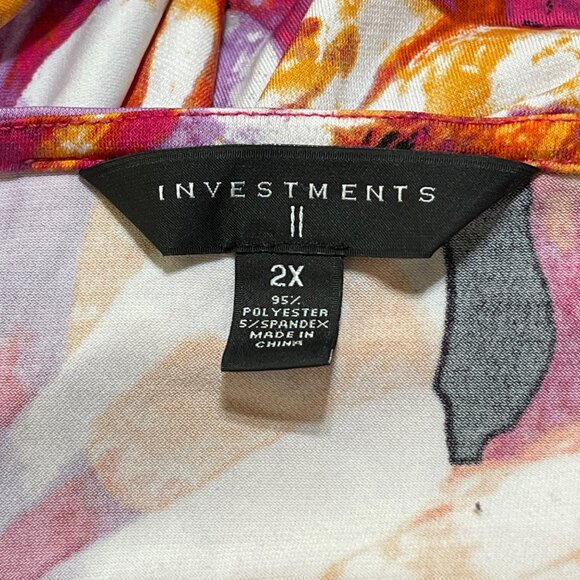 INVESTMENTS
II
2X
95%
POLYESTER
5%SPANDEX
MADE IN
CHINA